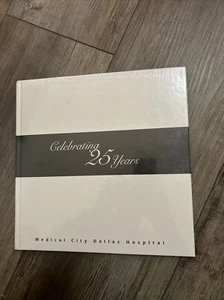 Celebrating
25 Years
Medical City Dallas Hospital